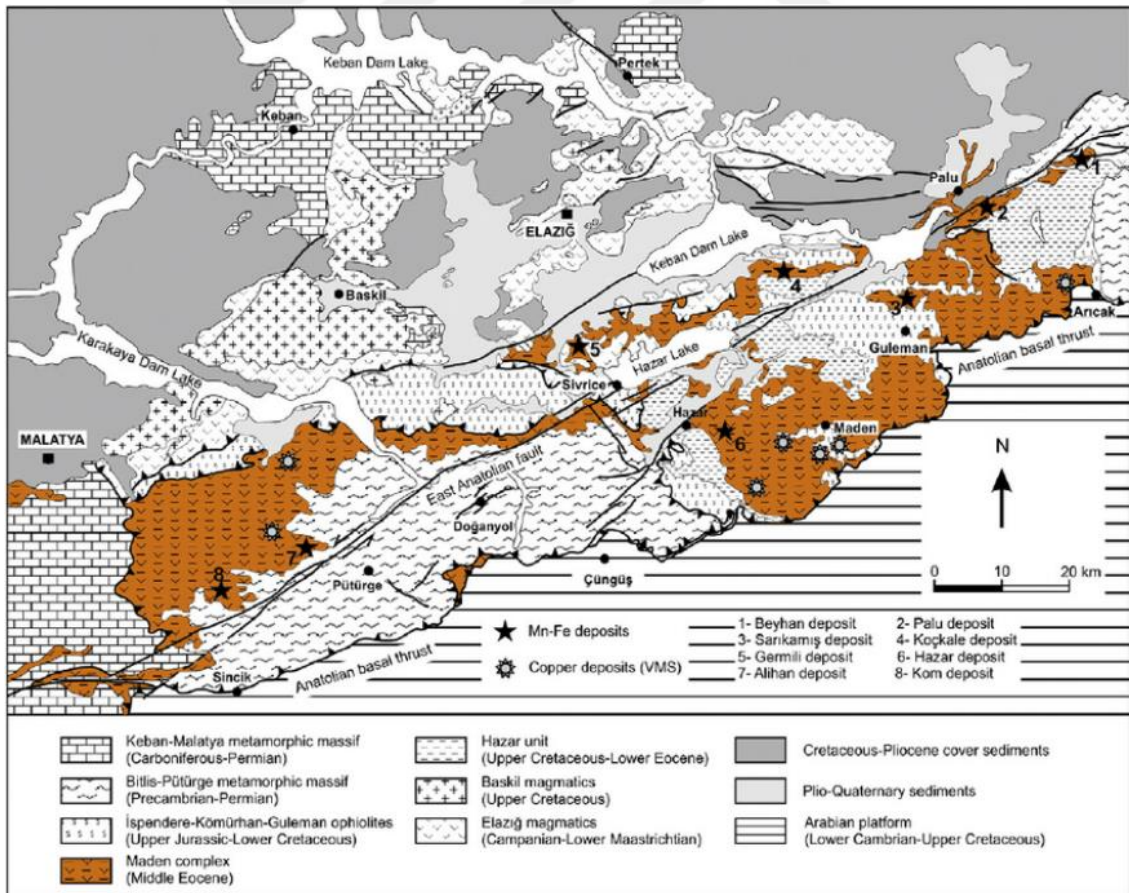 Keban Dam Lake
Pertek
Keban
Palu
1
2
ELAZIĞ
Keban Dam Lake
Baskil
4
3
Arıcak
Karakaya Dam Lake
5
Hazar Lake
Guleman
Anatolian basal thrust
Sivrice
MALATYA
Hazar
Maden
6
N
East Anatolian fault
Doğanyol
7
Pütürge
Çüngüş
8
0 10 20 km
Sincik
Anatolian basal thrust
Mn-Fe deposits
Copper deposits (VMS)
1- Beyhan deposit 2- Palu deposit
3- Sarıkamış deposit 4- Koçkale deposit
5- Germili deposit 6- Hazar deposit
7- Alihan deposit 8- Kom deposit
Keban-Malatya metamorphic massif
(Carboniferous-Permian)
Bitlis-Pütürge metamorphic massif
(Precambrian-Permian)
İspendere-Kömürhan-Guleman ophiolites
(Upper Jurassic-Lower Cretaceous)
Maden complex
(Middle Eocene)
Hazar unit
(Upper Cretaceous-Lower Eocene)
Baskil magmatics
(Upper Cretaceous)
Elazığ magmatics
(Campanian-Lower Maastrichtian)
Cretaceous-Pliocene cover sediments
Plio-Quaternary sediments
Arabian platform
(Lower Cambrian-Upper Cretaceous)